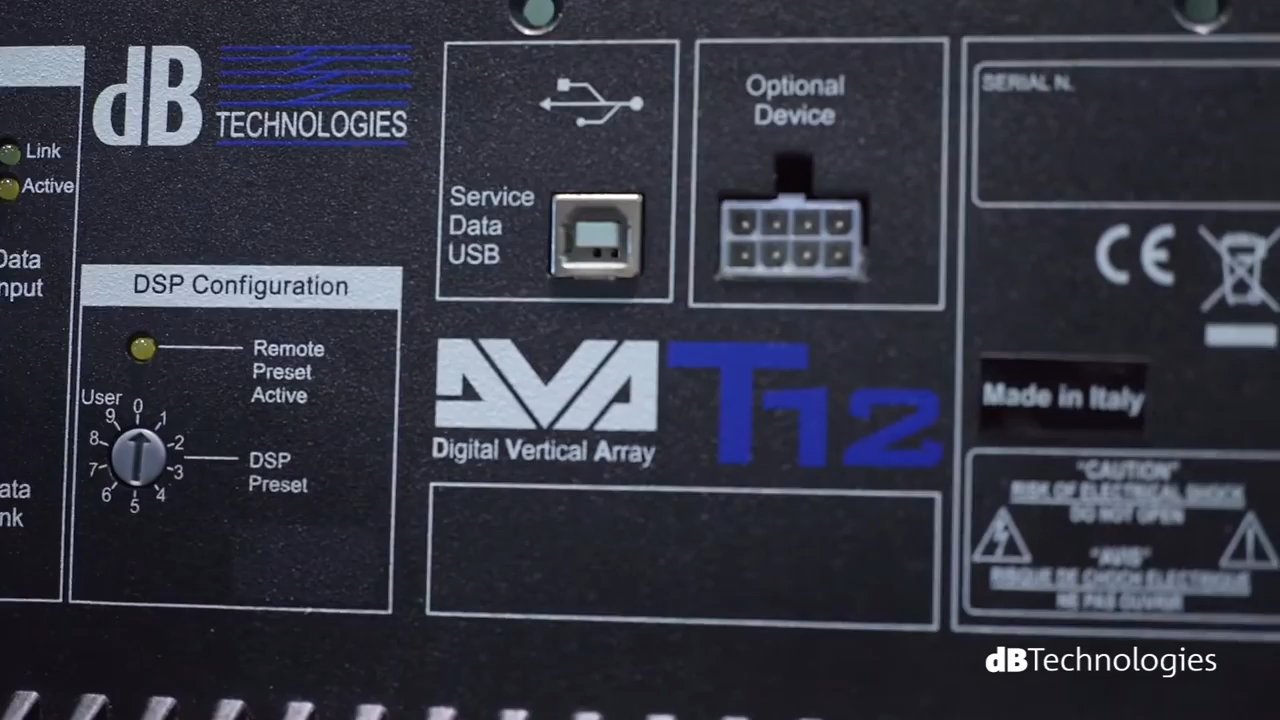 dB
TECHNOLOGIES
Link
Active
Data
nput
ata
nk
DSP Configuration
Remote
Preset
Active
User
0
1
2
3
4
5
6
7
8
9
DSP
Preset
Service
Data
USB
Optional
Device
DVA
Digital Vertical Array
T12
SERIAL N.
CE
Made in Italy
"CAUTION"
RISK OF ELECTRICAL SHOCK
DO NOT OPEN
"AVIS"
RISQUE DE CHOCH ELECTRIQUE
NE PAS OUVRIR
dBTechnologies